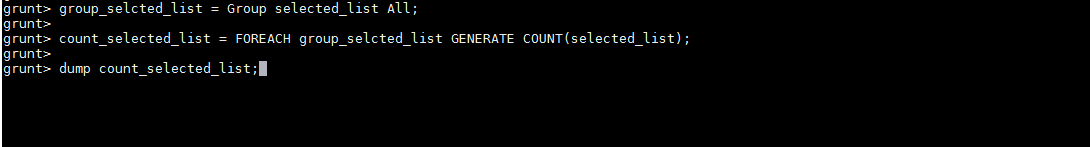 grunt> group_selcted_list = Group selected_list All;
grunt>
grunt> count_selected_list = FOREACH group_selcted_list GENERATE COUNT(selected_list);
grunt>
grunt> dump count_selected_list;